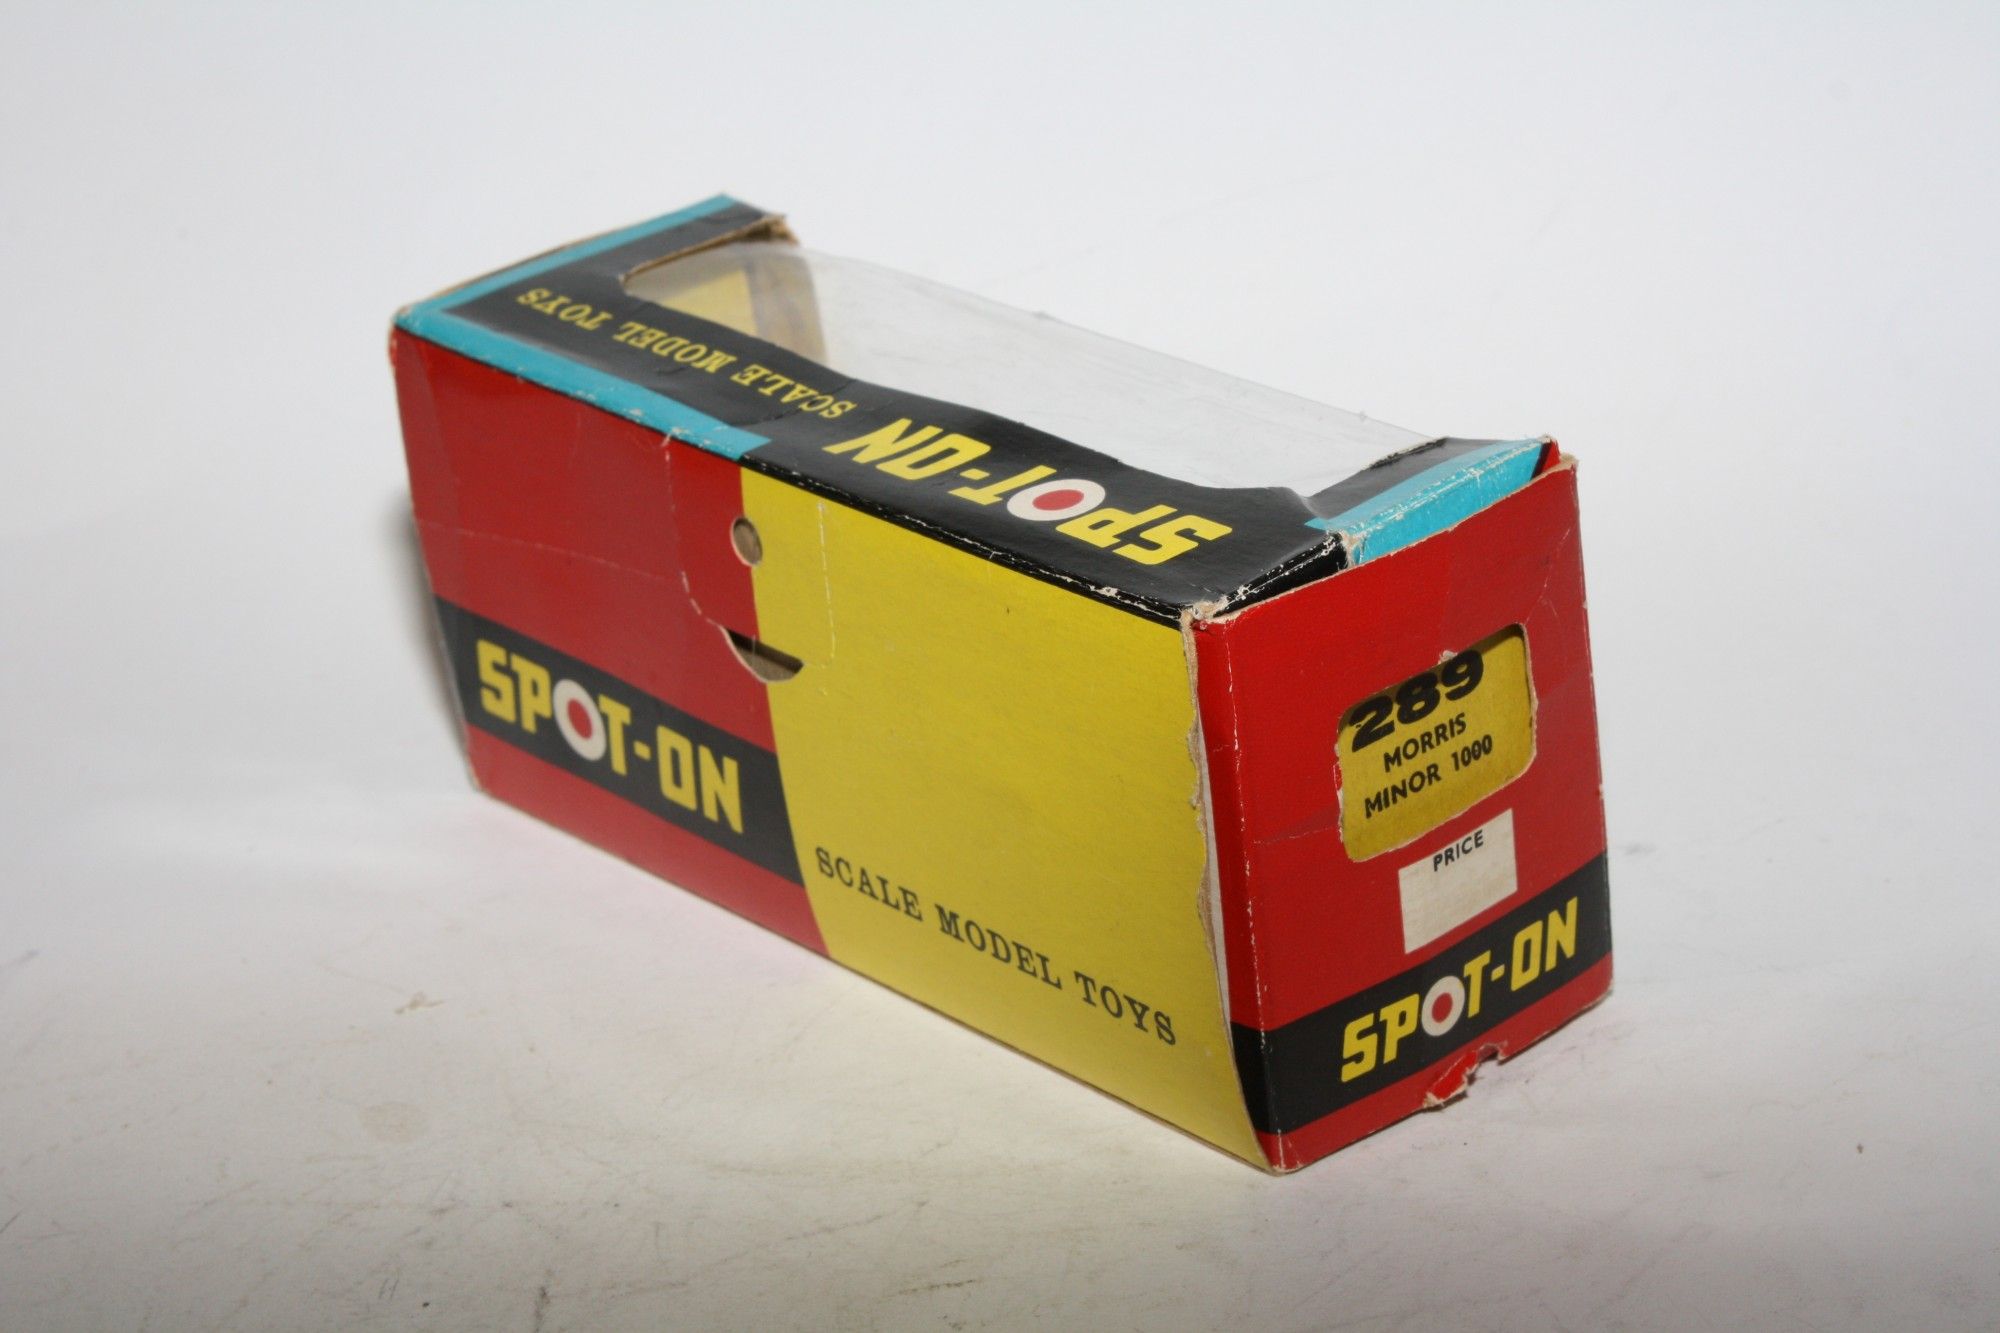 SPOT-ON SCALE MODEL TOYS
SPOT-ON
SCALE MODEL TOYS
289
MORRIS
MINOR 1000
PRICE
SPOT-ON